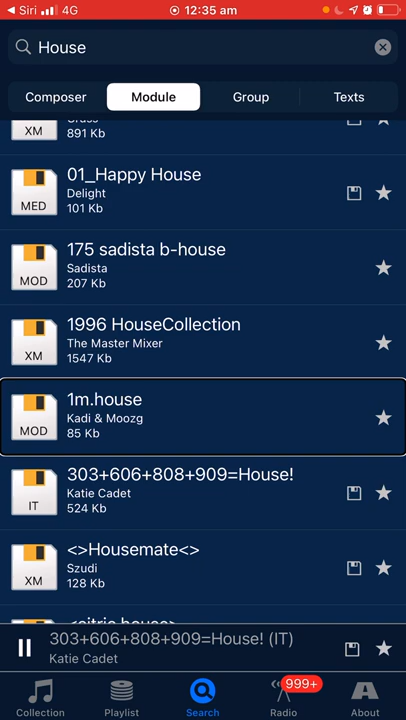 Siri 4G 12:35 am
House
Composer Module Group Texts
XM
891 Kb
01_Happy House
Delight
MED
101 Kb
175 sadista b-house
Sadista
MOD
207 Kb
1996 HouseCollection
The Master Mixer
XM
1547 Kb
1m.house
Kadi & Moozg
MOD
85 Kb
303+606+808+909=House!
Katie Cadet
IT
524 Kb
<>Housemate<>
Szudi
XM
128 Kb
303+606+808+909=House! (IT)
Katie Cadet
999+
Collection Playlist Search Radio About